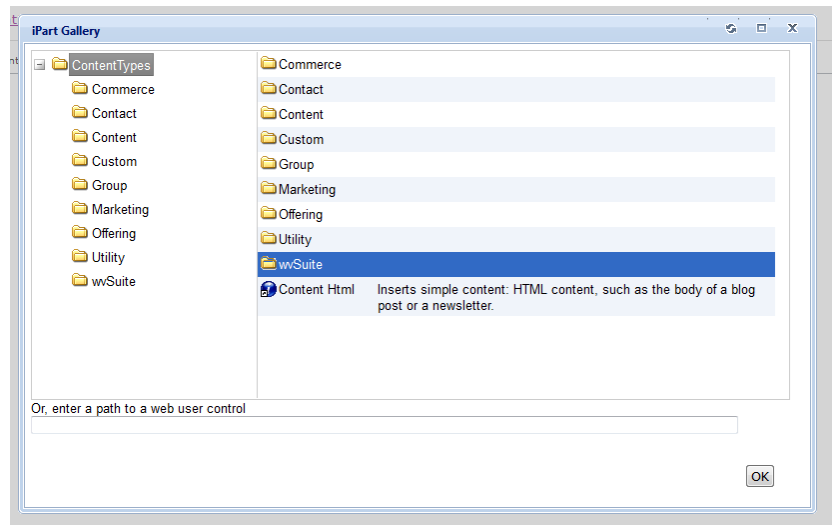 iPart Gallery
ContentTypes
Commerce
Contact
Content
Custom
Group
Marketing
Offering
Utility
wvSuite
Commerce
Contact
Content
Custom
Group
Marketing
Offering
Utility
wvSuite
Content Html Inserts simple content: HTML content, such as the body of a blog
post or a newsletter.
Or, enter a path to a web user control
OK